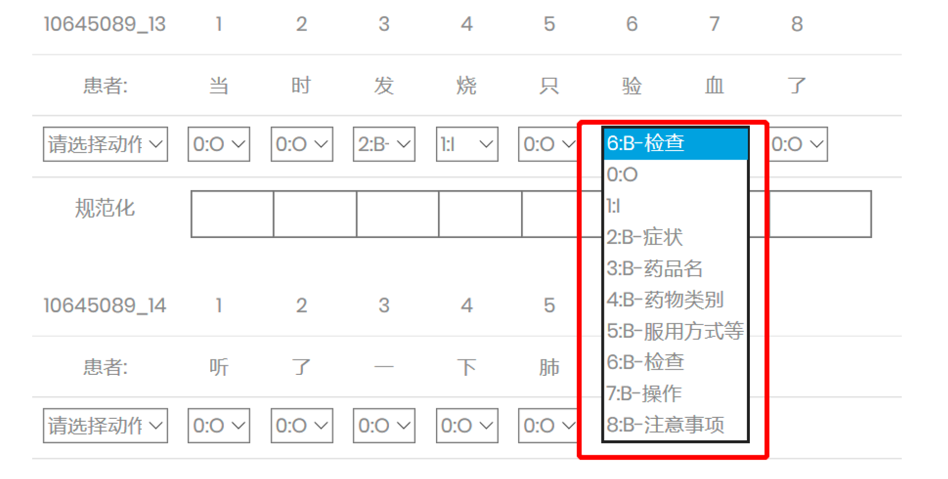 10645089_13 1 2 3 4 5 6 7 8
患者: 当 时 发 烧 只 验 血 了
请选择动作 0:O 0:O 2:B- 1:I 0:O 6:B-检查 0:O
0:O
1:I
规范化
2:B-症状
3:B-药品名
4:B-药物类别
10645089_14 1 2 3 4 5
5:B-服用方式等
患者: 听 了 一 下 肺
6:B-检查
7:B-操作
请选择动作 0:O 0:O 0:O 0:O 0:O 8:B-注意事项